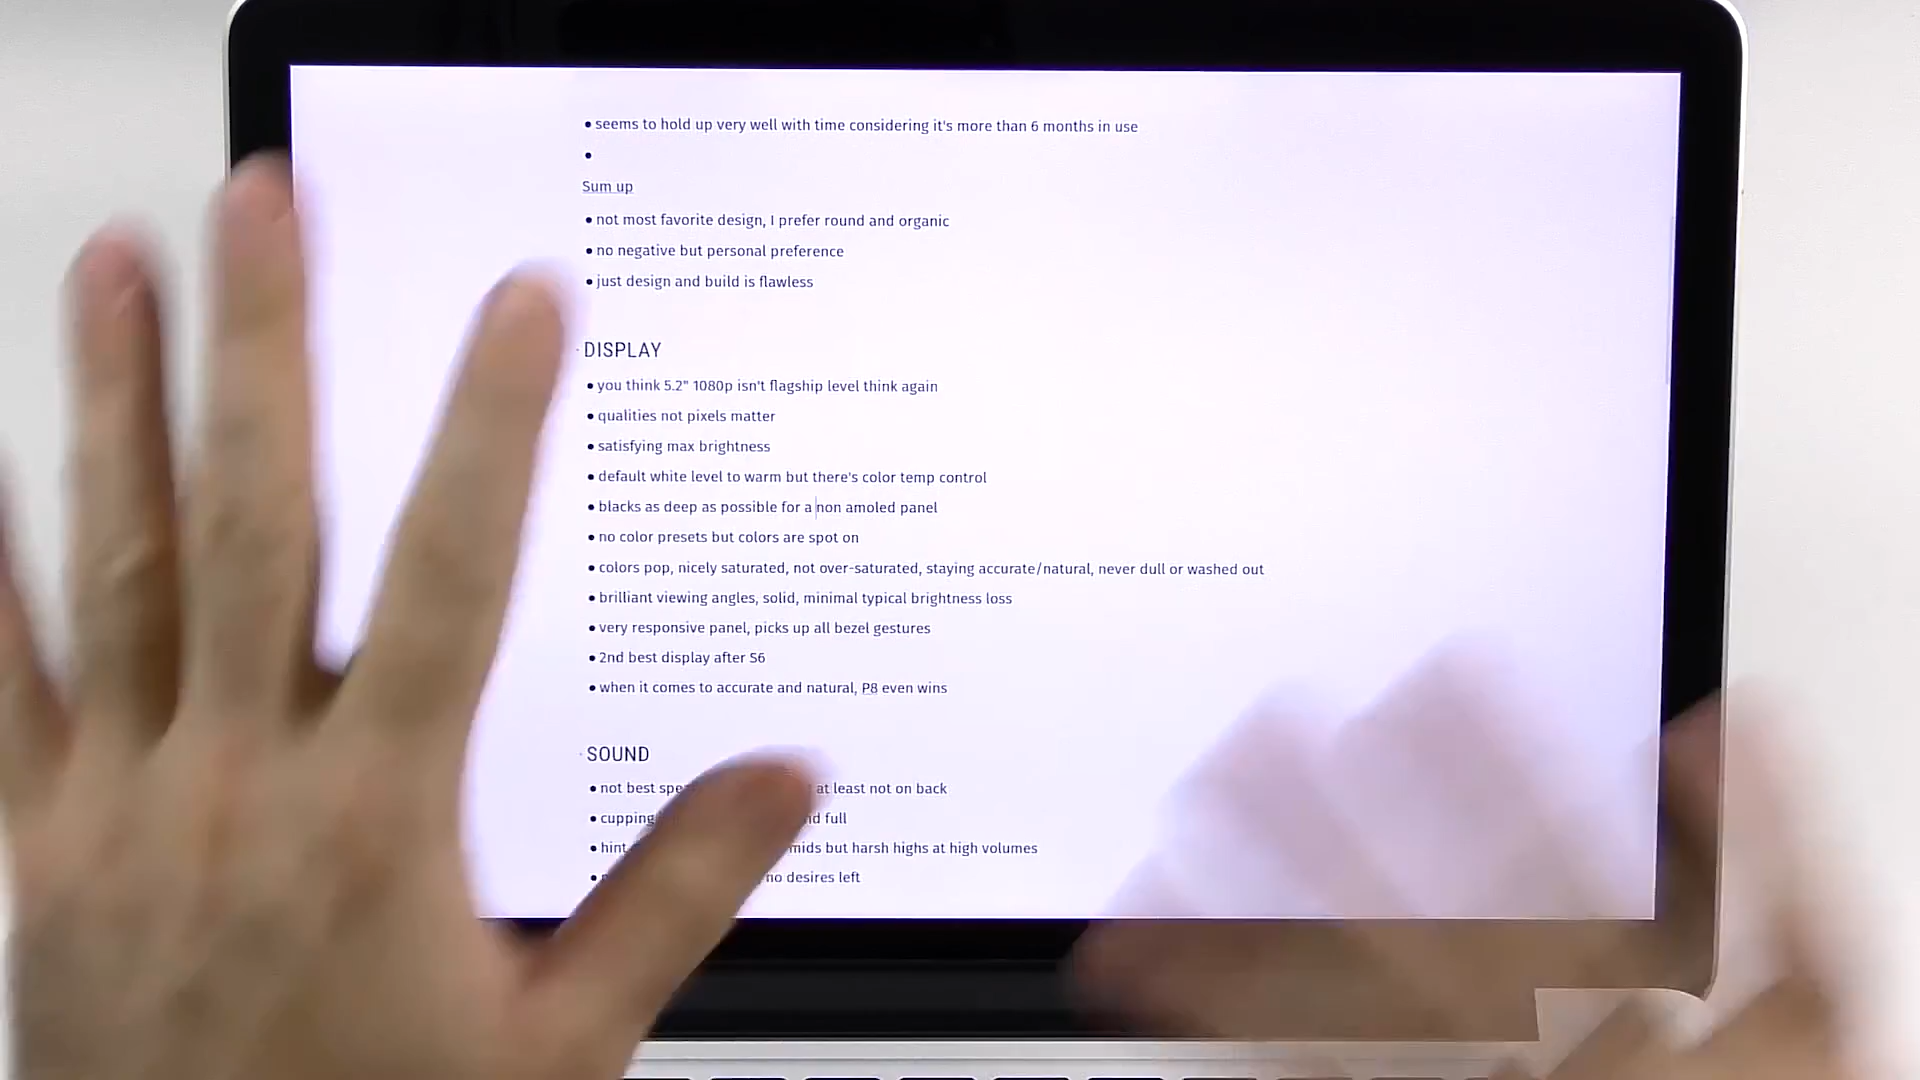 • seems to hold up very well with time considering it's more than 6 months in use
•
Sum up
• not most favorite design, I prefer round and organic
• no negative but personal preference
• just design and build is flawless
DISPLAY
• you think 5.2" 1080p isn't flagship level think again
• qualities not pixels matter
• satisfying max brightness
• default white level to warm but there's color temp control
• blacks as deep as possible for a non amoled panel
• no color presets but colors are spot on
• colors pop, nicely saturated, not over-saturated, staying accurate/natural, never dull or washed out
• brilliant viewing angles, solid, minimal typical brightness loss
• very responsive panel, picks up all bezel gestures
• 2nd best display after S6
• when it comes to accurate and natural, P8 even wins
SOUND
• not best at least not on back
• cupping full
• hint mids but harsh highs at high volumes
• no desires left